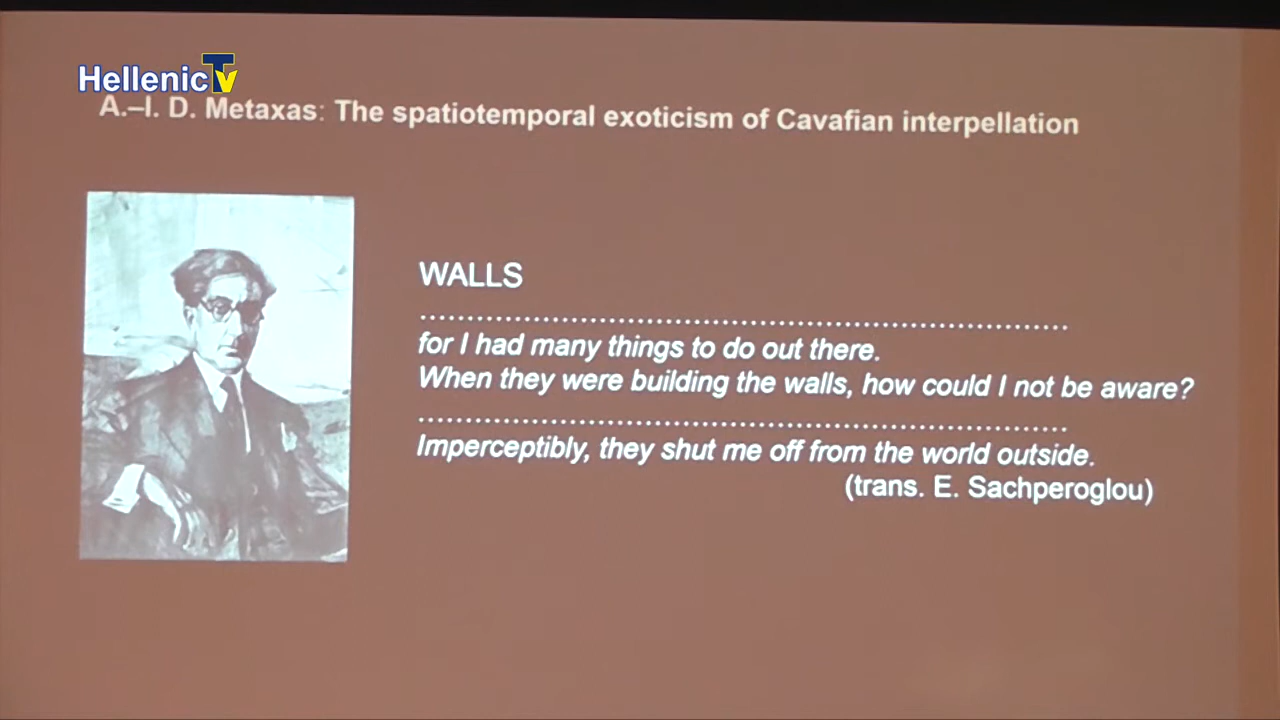 HellenicTv
A.–I. D. Metaxas: The spatiotemporal exoticism of Cavafian interpellation
WALLS
......................................................................................
for I had many things to do out there.
When they were building the walls, how could I not be aware?
......................................................................................
Imperceptibly, they shut me off from the world outside.
(trans. E. Sachperoglou)